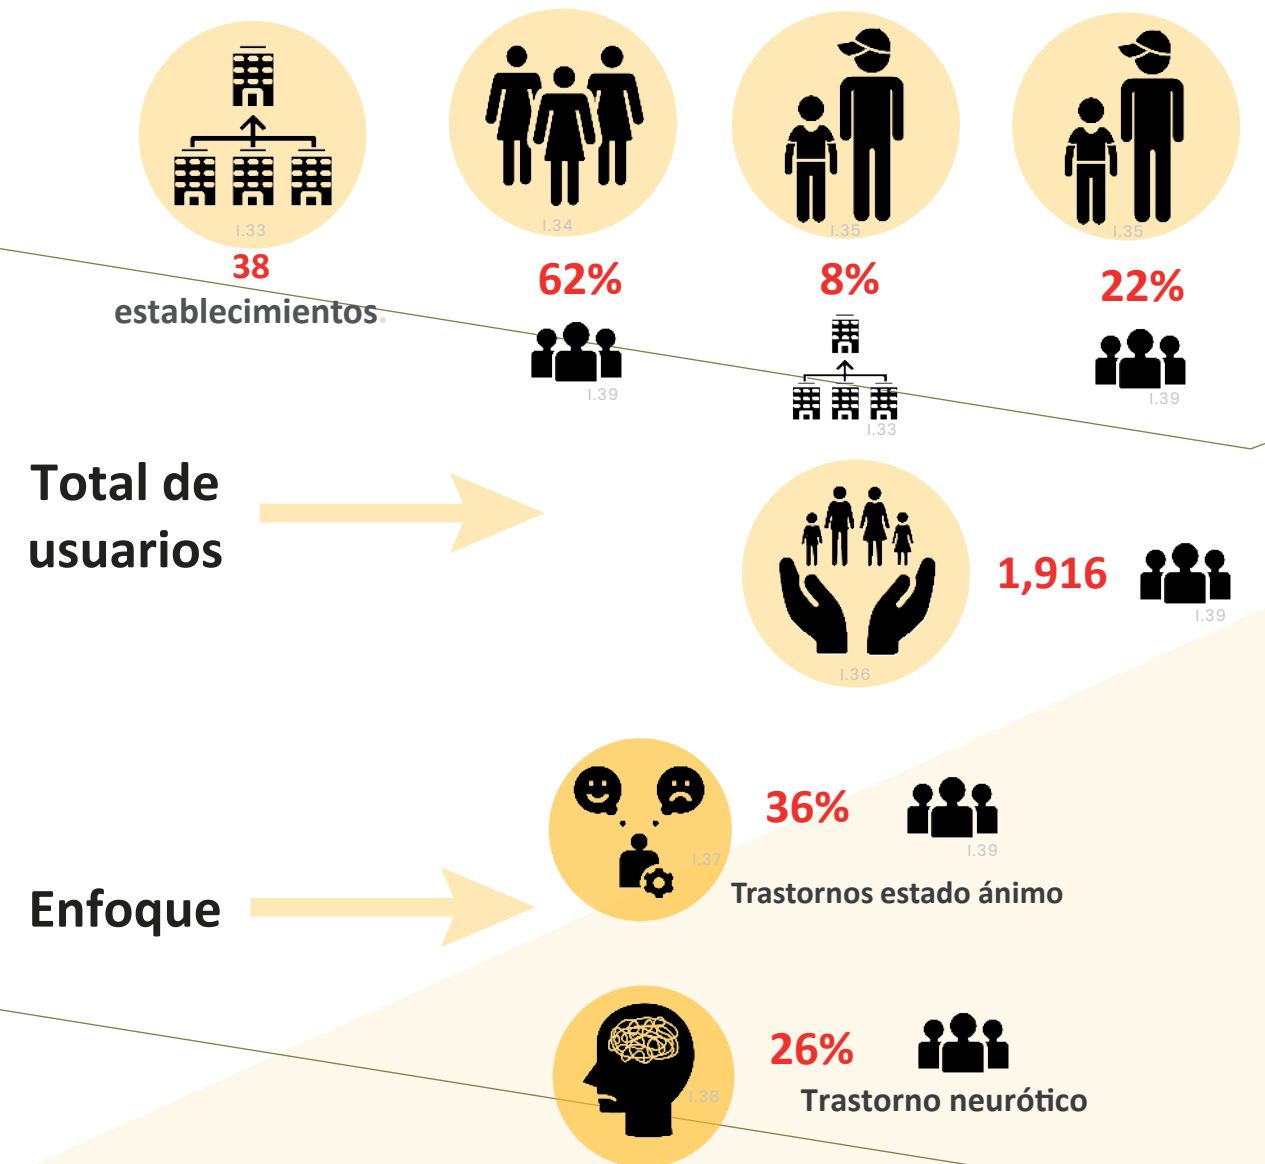 I.33
I.34
I.35
I.35
38
establecimientos.
62%
8%
22%
I.39
I.33
I.39
Total de
usuarios
1,916
I.39
I.36
36%
I.37
I.39
Trastornos estado ánimo
Enfoque
26%
I.38
Trastorno neurótico